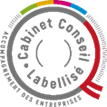 Cabinet Conseil
Labellisé
ACCOMPAGNEMENT DES ENTREPRISES